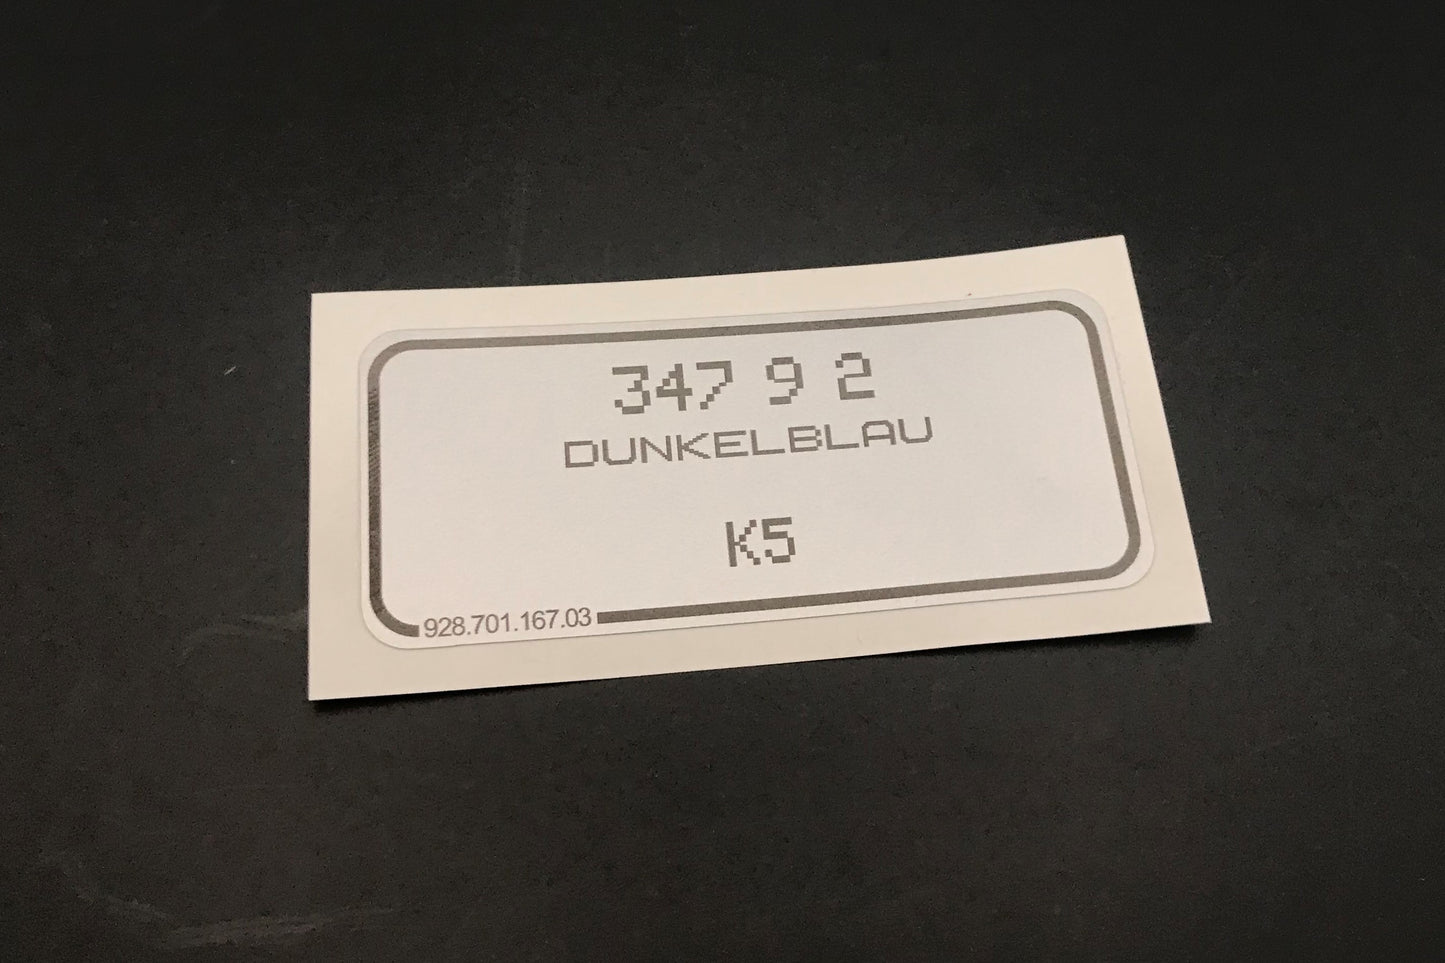 347 9 2
DUNKELBLAU
K5
928.701.167.03